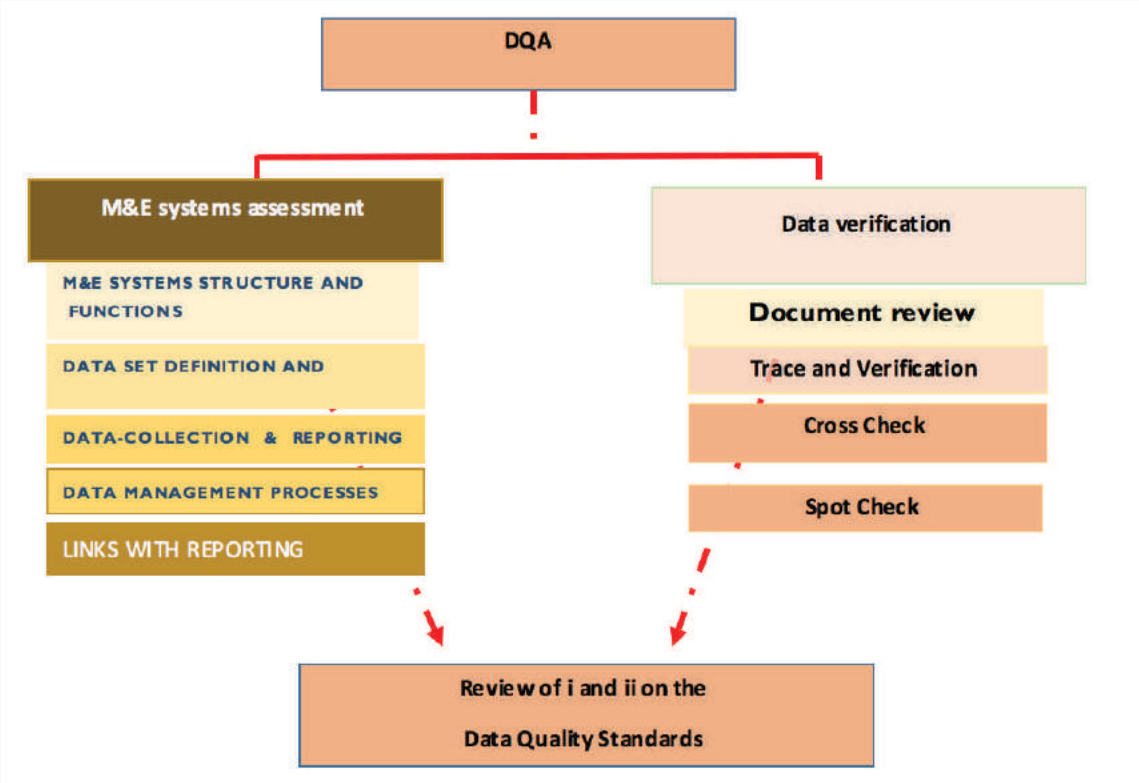 DQA
M&E systems assessment
M&E SYSTEMS STRUCTURE AND
FUNCTIONS
DATA SET DEFINITION AND
DATA-COLLECTION & REPORTING
DATA MANAGEMENT PROCESSES
LINKS WITH REPORTING
Data verification
Document review
Trace and Verification
Cross Check
Spot Check
Review of i and ii on the
Data Quality Standards